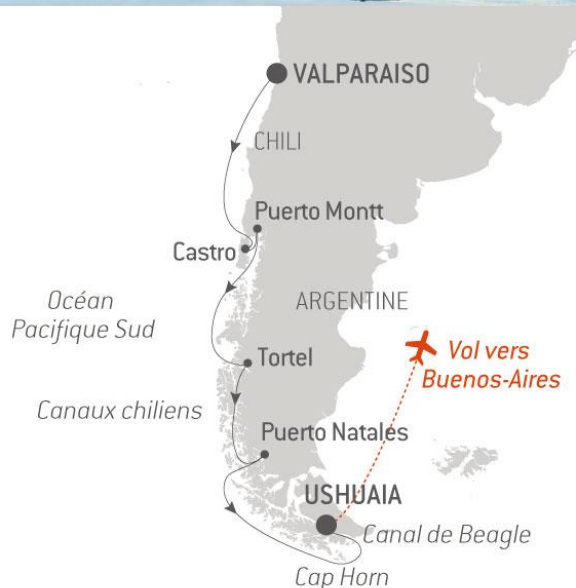 VALPARAISO
CHILI
Puerto Montt
Castro
Océan
Pacifique Sud
ARGENTINE
Vol vers
Buenos-Aires
Tortel
Canaux chiliens
Puerto Natales
USHUAIA
Canal de Beagle
Cap Horn